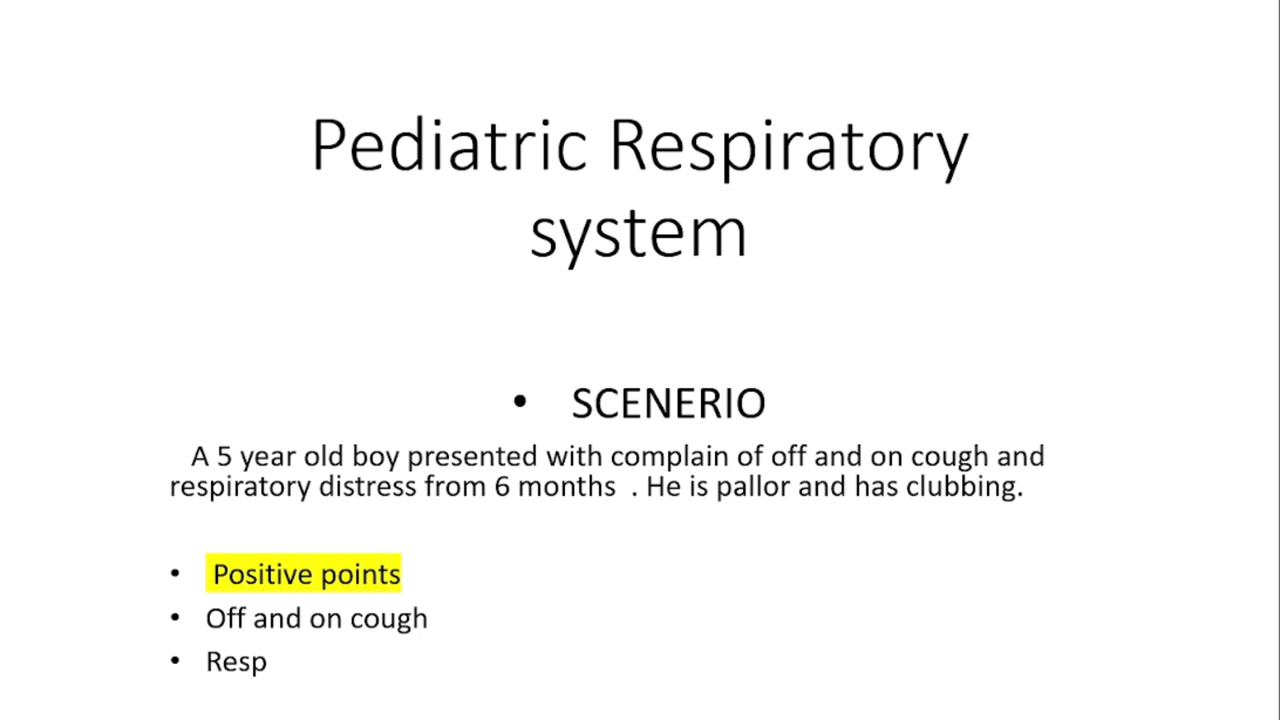 Pediatric Respiratory
system
• SCENERIO
A 5 year old boy presented with complain of off and on cough and
respiratory distress from 6 months . He is pallor and has clubbing.
• Positive points
• Off and on cough
• Resp